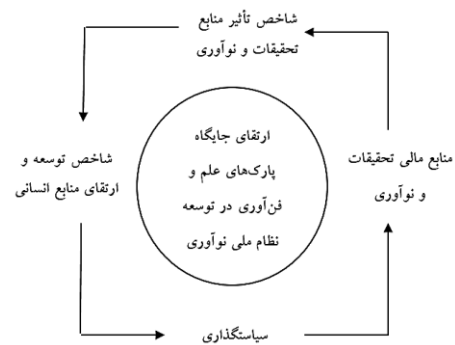 شاخص تأثیر منابع
تحقیقات و نوآوری
منابع مالی تحقیقات
و نوآوری
ارتقای جایگاه
پارک‌های علم و
فن‌آوری در توسعه
نظام ملی نوآوری
شاخص توسعه و
ارتقای منابع انسانی
سیاستگذاری